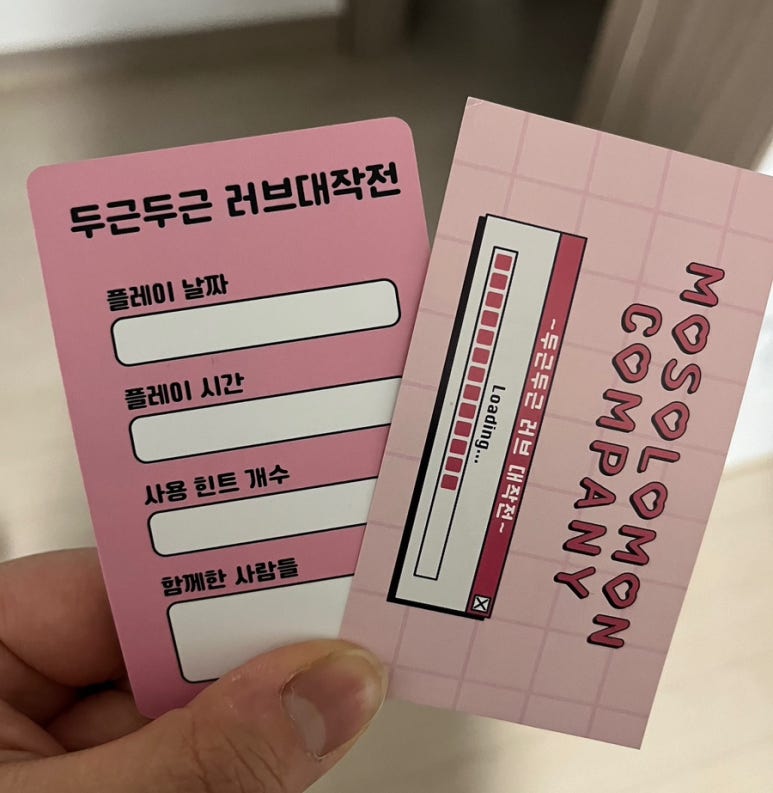 두근두근 러브대작전
플레이 날짜
플레이 시간
사용 힌트 개수
함께한 사람들
MOSOLOMON
COMPANY
~두근두근 러브 대작전~
Loading...